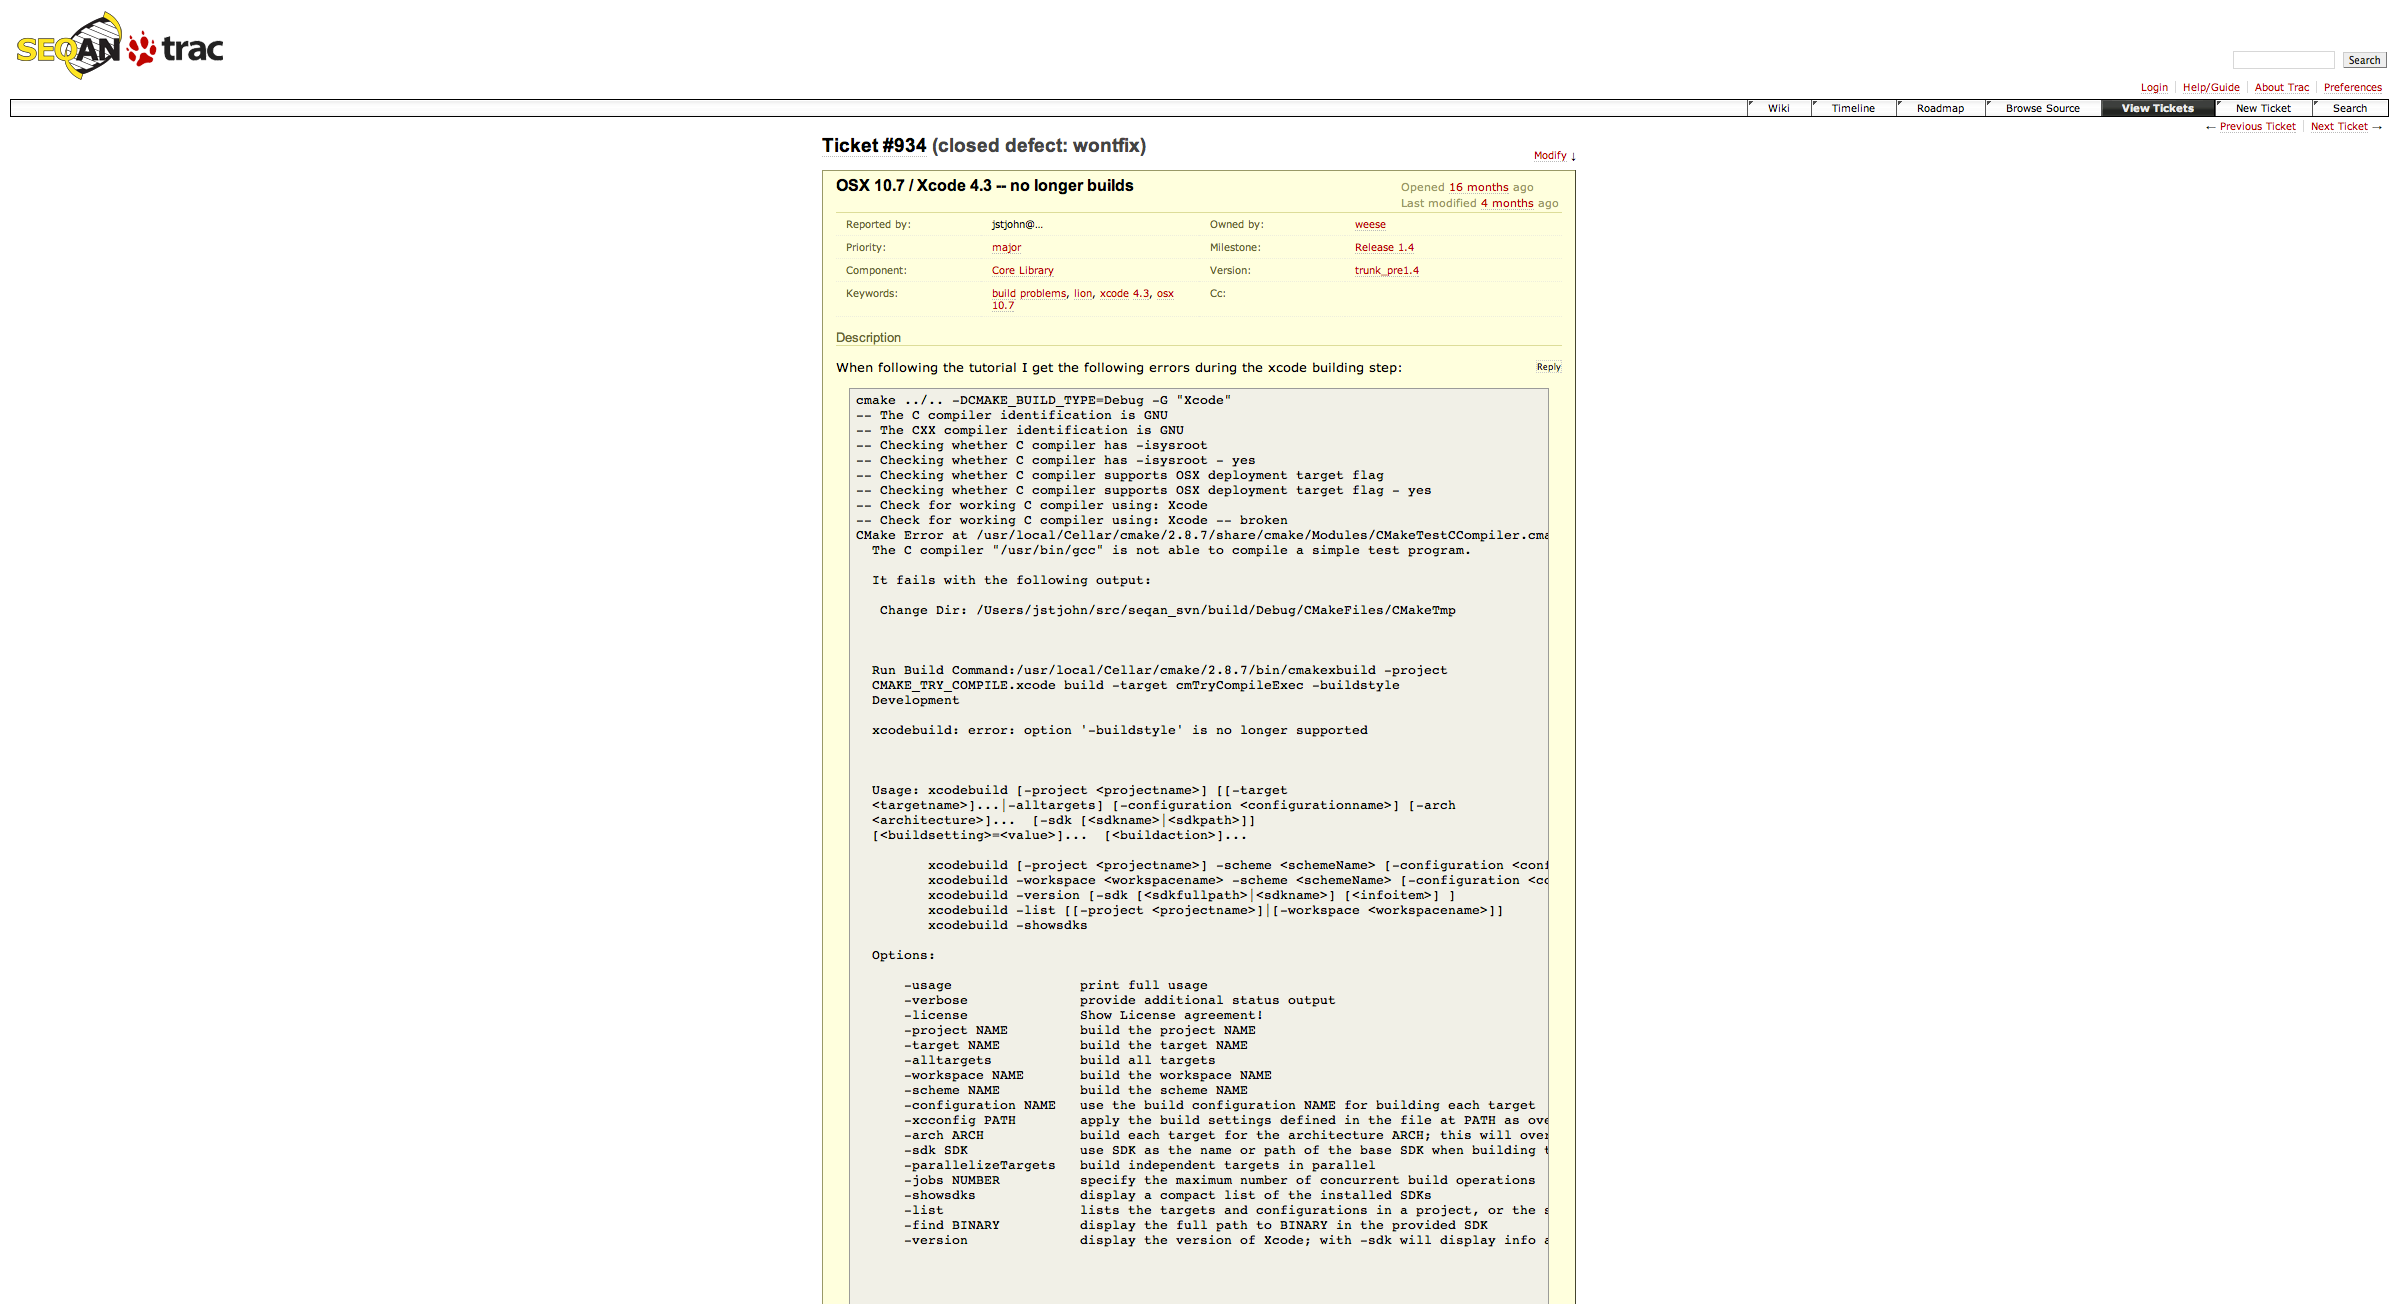 SEQAN trac
Search
Login Help/Guide About Trac Preferences
Wiki Timeline Roadmap Browse Source View Tickets New Ticket Search
← Previous Ticket Next Ticket →
Ticket #934 (closed defect: wontfix)
Modify ↓
OSX 10.7 / Xcode 4.3 -- no longer builds
Opened 16 months ago
Last modified 4 months ago
Reported by: jstjohn@... Owned by: weese
Priority: major Milestone: Release 1.4
Component: Core Library Version: trunk_pre1.4
Keywords: build problems, lion, xcode 4.3, osx 10.7 Cc:
Description
When following the tutorial I get the following errors during the xcode building step: Reply
cmake ../.. -DCMAKE_BUILD_TYPE=Debug -G "Xcode"
-- The C compiler identification is GNU
-- The CXX compiler identification is GNU
-- Checking whether C compiler has -isysroot
-- Checking whether C compiler has -isysroot - yes
-- Checking whether C compiler supports OSX deployment target flag
-- Checking whether C compiler supports OSX deployment target flag - yes
-- Check for working C compiler using: Xcode
-- Check for working C compiler using: Xcode -- broken
CMake Error at /usr/local/Cellar/cmake/2.8.7/share/cmake/Modules/CMakeTestCCompiler.cma
The C compiler "/usr/bin/gcc" is not able to compile a simple test program.
It fails with the following output:
Change Dir: /Users/jstjohn/src/seqan_svn/build/Debug/CMakeFiles/CMakeTmp
Run Build Command:/usr/local/Cellar/cmake/2.8.7/bin/cmakexbuild -project
CMAKE_TRY_COMPILE.xcode build -target cmTryCompileExec -buildstyle
Development
xcodebuild: error: option '-buildstyle' is no longer supported
Usage: xcodebuild [-project <projectname>] [[-target
<targetname>]...|-alltargets] [-configuration <configurationname>] [-arch
<architecture>]... [-sdk [<sdkname>|<sdkpath>]]
[<buildsetting>=<value>]... [<buildaction>]...
xcodebuild [-project <projectname>] -scheme <schemeName> [-configuration <conf
xcodebuild -workspace <workspacename> -scheme <schemeName> [-configuration <co
xcodebuild -version [-sdk [<sdkfullpath>|<sdkname>] [<infoitem>] ]
xcodebuild -list [[-project <projectname>]|[-workspace <workspacename>]]
xcodebuild -showsdks
Options:
-usage print full usage
-verbose provide additional status output
-license Show License agreement!
-project NAME build the project NAME
-target NAME build the target NAME
-alltargets build all targets
-workspace NAME build the workspace NAME
-scheme NAME build the scheme NAME
-configuration NAME use the build configuration NAME for building each target
-xcconfig PATH apply the build settings defined in the file at PATH as ove
-arch ARCH build each target for the architecture ARCH; this will over
-sdk SDK use SDK as the name or path of the base SDK when building t
-parallelizeTargets build independent targets in parallel
-jobs NUMBER specify the maximum number of concurrent build operations
-showsdks display a compact list of the installed SDKs
-list lists the targets and configurations in a project, or the s
-find BINARY display the full path to BINARY in the provided SDK
-version display the version of Xcode; with -sdk will display info a